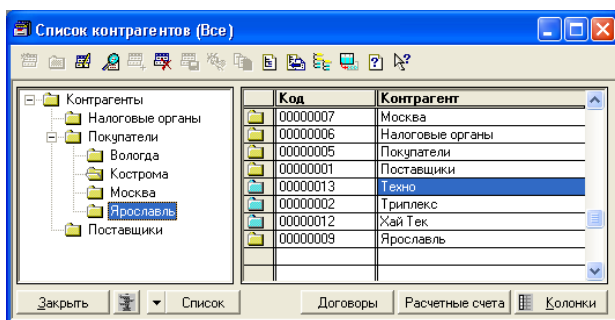 Список контрагентов (Все)
Контрагенты
Налоговые органы
Покупатели
Вологда
Кострома
Москва
Ярославль
Поставщики
Код Контрагент
00000007 Москва
00000006 Налоговые органы
00000005 Покупатели
00000001 Поставщики
00000013 Техно
00000002 Триплекс
00000012 Хай Тек
00000009 Ярославль
Закрыть Список Договоры Расчетные счета Колонки